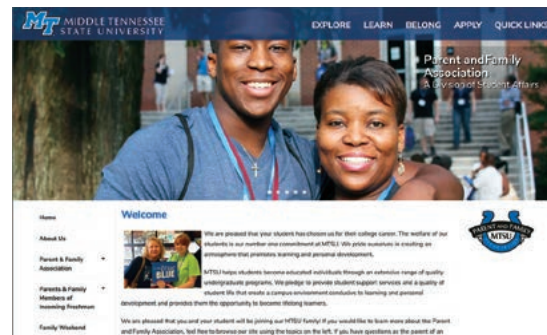 MT MIDDLE TENNESSEE
STATE UNIVERSITY
EXPLORE LEARN BELONG APPLY QUICK LINKS
Parent and Family
Association
A Division of Student Affairs
Home
About Us
Parent & Family
Association
Parents & Family
Members of
Incoming Freshmen
Family Weekend
Welcome
We are pleased that your student has chosen us for their college career. The welfare of our
students is our number one commitment at MTSU. We pride ourselves in creating an
atmosphere that promotes learning and personal development.
MTSU helps students become educated individuals through an extensive range of quality
undergraduate programs. We pledge to provide student support services and a quality of
student life that create a campus environment conducive to learning and personal
development and provides them the opportunity to become lifelong learners.
We are pleased that you and your student will be joining our MTSU family! If you would like to learn more about the Parent
and Family Association, feel free to browse our site using the topics on the left. If you have questions as the parent of an
BLUE
PARENT AND FAMILY
MTSU